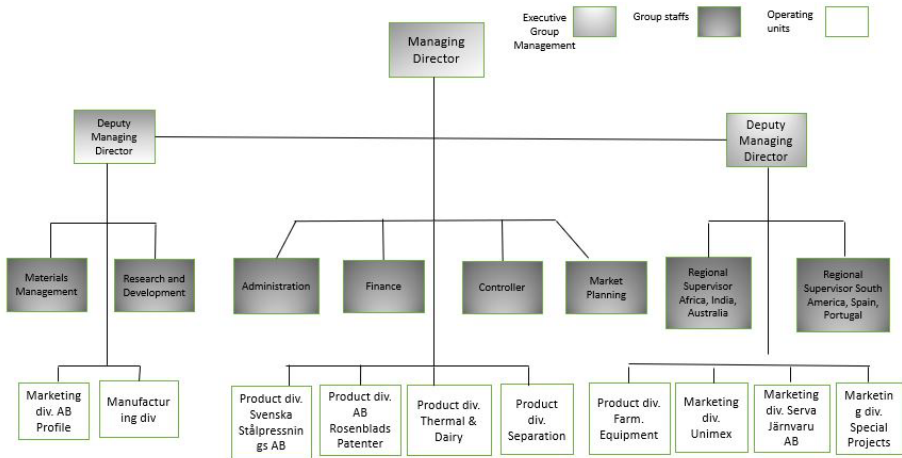 Executive
Group
Management
Group staffs
Operating
units
Managing
Director
Deputy
Managing
Director
Deputy
Managing
Director
Materials
Management
Research and
Development
Administration
Finance
Controller
Market
Planning
Regional
Supervisor
Africa, India,
Australia
Regional
Supervisor South
America, Spain,
Portugal
Marketing
div. AB
Profile
Manufactur
ing div
Product div.
Svenska
Stålpressnin
gs AB
Product div.
AB
Rosenblads
Patenter
Product div.
Thermal &
Dairy
Product
div.
Separation
Product div.
Farm.
Equipment
Marketing
div.
Unimex
Marketing
div. Serva
Järnvaru
AB
Marketin
g div.
Special
Projects